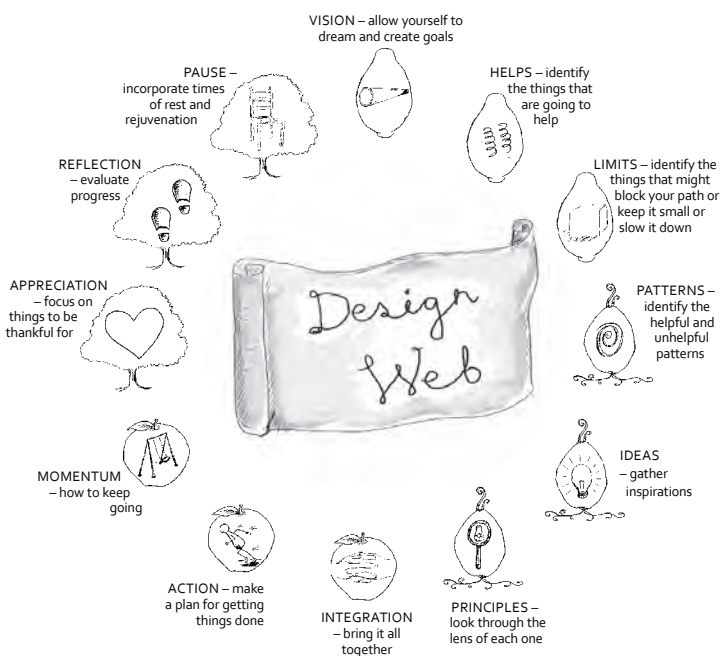 VISION – allow yourself to
dream and create goals
HELPS – identify
the things that
are going to
help
LIMITS – identify the
things that might
block your path or
keep it small or
slow it down
PATTERNS –
identify the
helpful and
unhelpful
patterns
IDEAS
– gather
inspirations
PRINCIPLES –
look through the
lens of each one
INTEGRATION
– bring it all
together
ACTION – make
a plan for getting
things done
MOMENTUM
– how to keep
going
APPRECIATION
– focus on
things to be
thankful for
REFLECTION
– evaluate
progress
PAUSE –
incorporate times
of rest and
rejuvenation
Design
Web